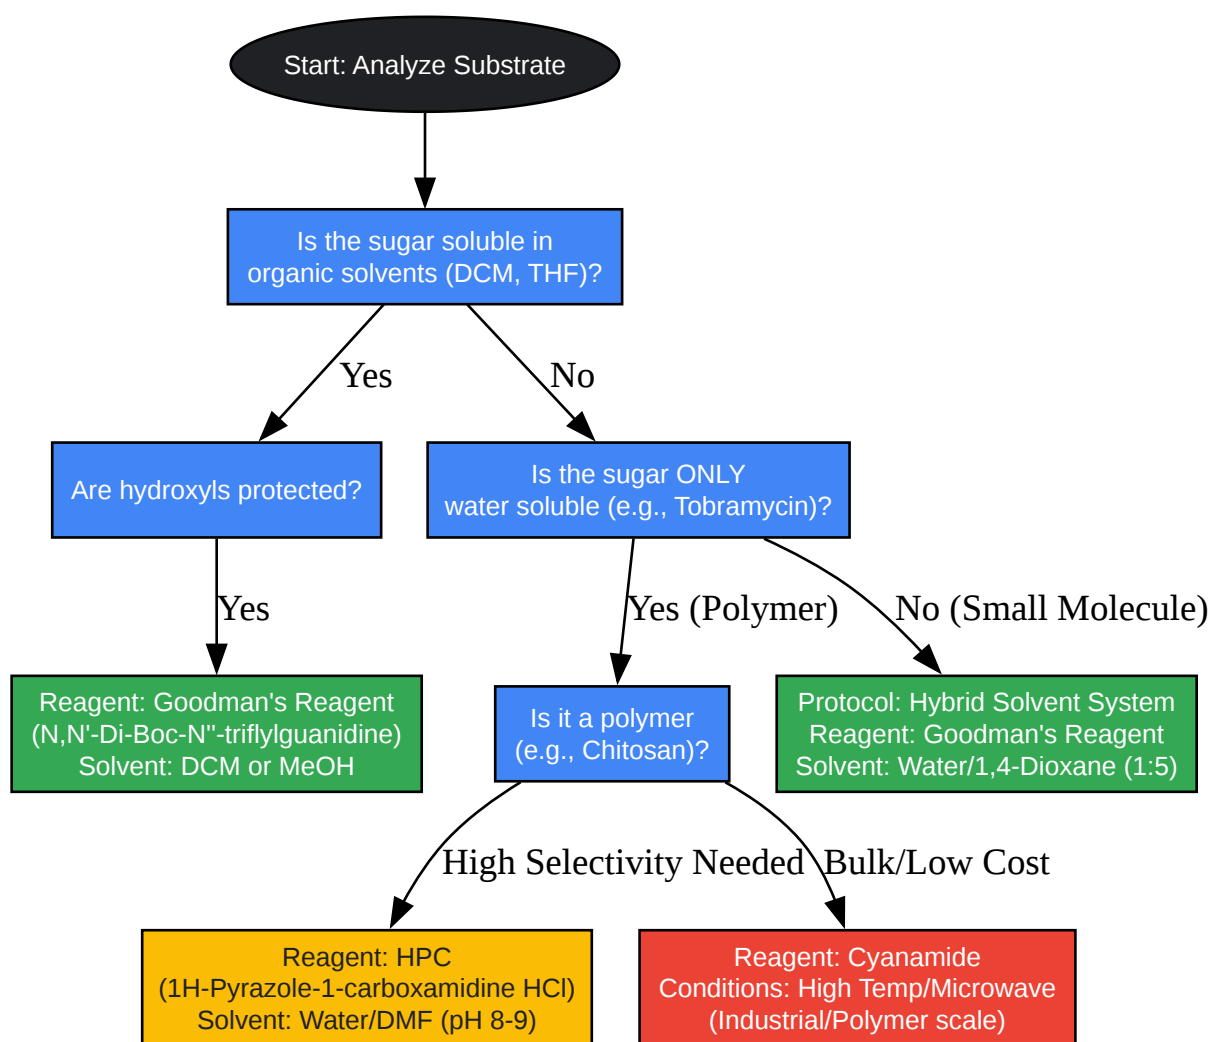 Start: Analyze Substrate
Is the sugar soluble in
organic solvents (DCM, THF)?
Yes
No
Are hydroxyls protected?
Is the sugar ONLY
water soluble (e.g., Tobramycin)?
Yes
Yes (Polymer)
No (Small Molecule)
Reagent: Goodman's Reagent
(N,N'-Di-Boc-N''-triflylguanidine)
Solvent: DCM or MeOH
Is it a polymer
(e.g., Chitosan)?
Protocol: Hybrid Solvent System
Reagent: Goodman's Reagent
Solvent: Water/1,4-Dioxane (1:5)
High Selectivity Needed
Bulk/Low Cost
Reagent: HPC
(1H-Pyrazole-1-carboxamidine HCl)
Solvent: Water/DMF (pH 8-9)
Reagent: Cyanamide
Conditions: High Temp/Microwave
(Industrial/Polymer scale)